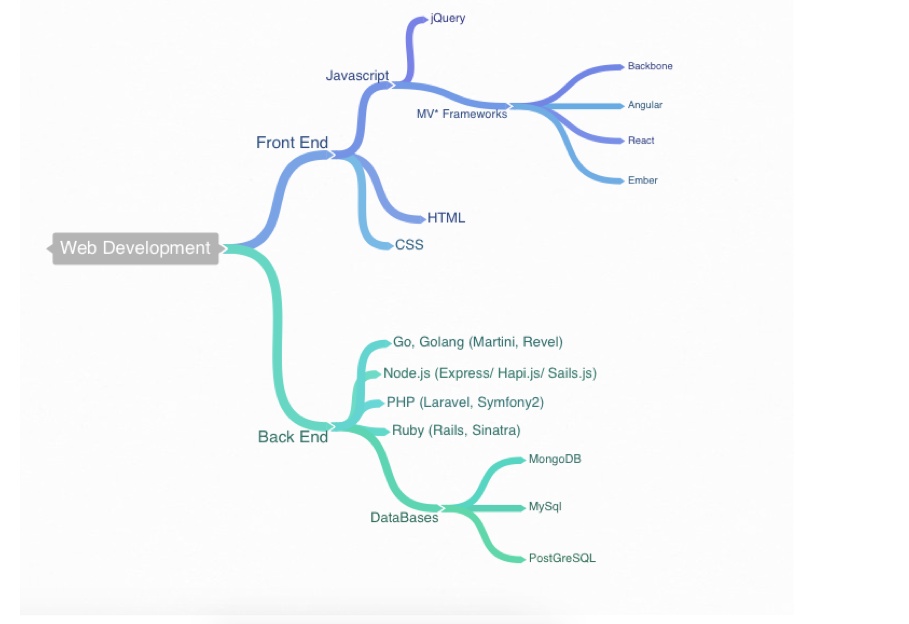 jQuery
Javascript
Backbone
MV* Frameworks
Angular
React
Ember
Front End
HTML
CSS
Web Development
Go, Golang (Martini, Revel)
Node.js (Express/ Hapi.js/ Sails.js)
PHP (Laravel, Symfony2)
Ruby (Rails, Sinatra)
Back End
MongoDB
MySql
DataBases
PostGreSQL